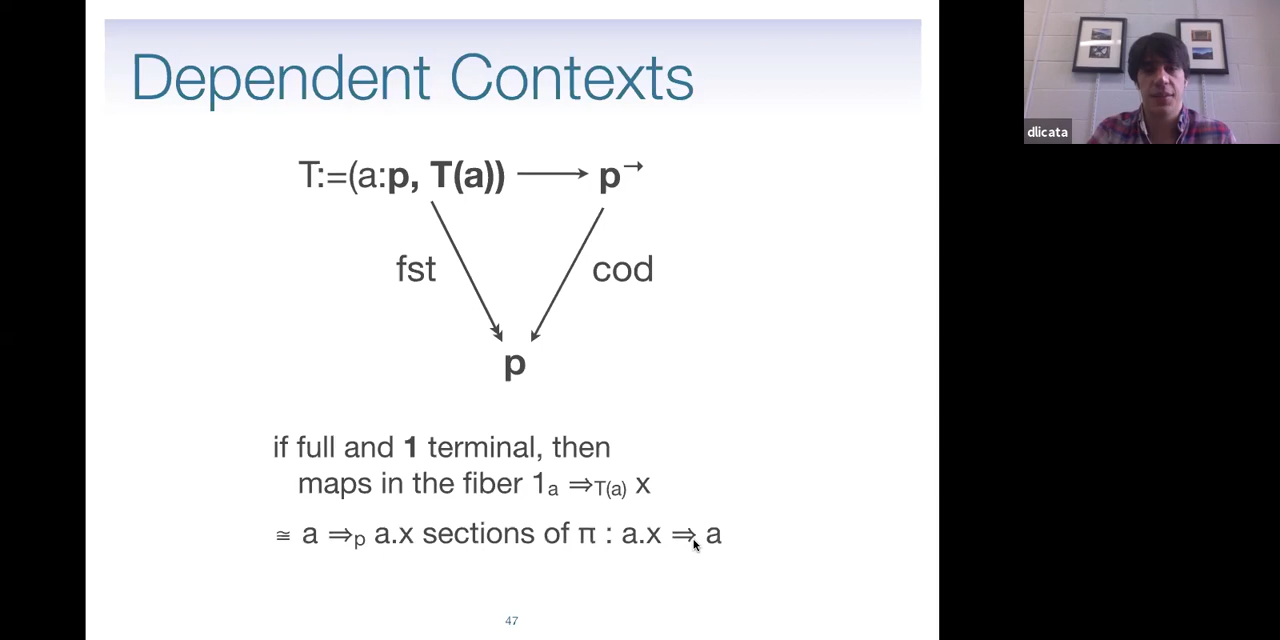 Dependent Contexts
T:=(a:p, T(a)) ⟶ p→
fst
cod
p
if full and 1 terminal, then
maps in the fiber 1a ⇒T(a) x
≅ a ⇒p a.x sections of π : a.x ⇒ a
47
dlicata